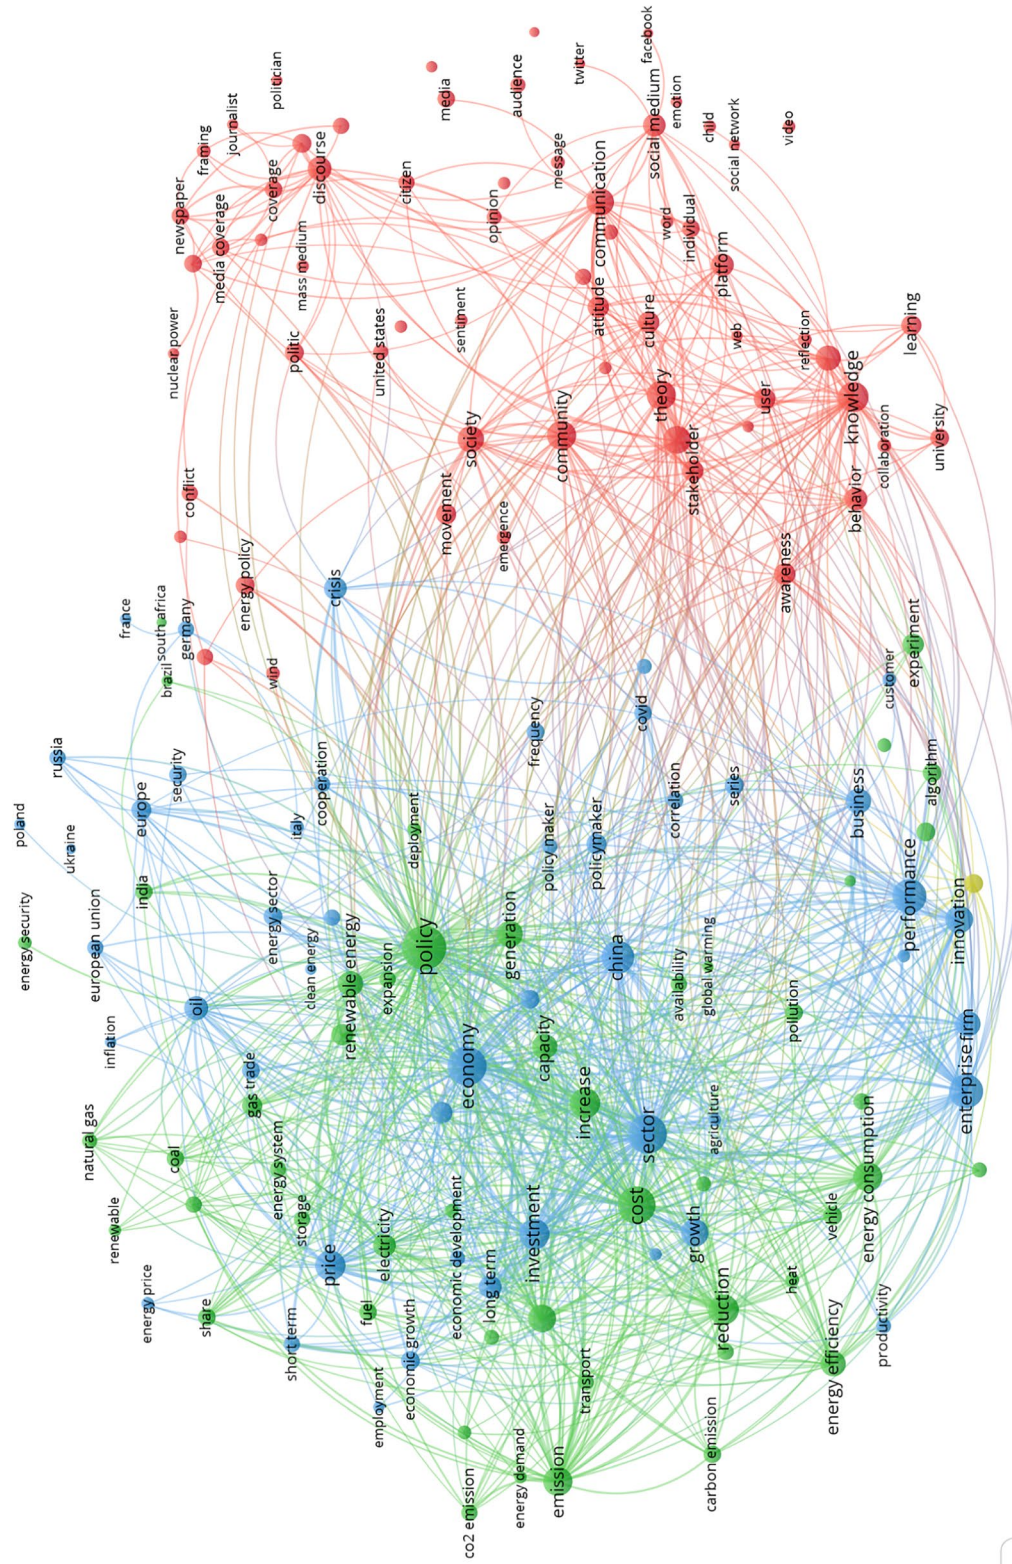 energy security
poland
russia
ukraine
france
south africa
germany
brazil
security
europe
india
european union
inflation
natural gas
renewable
energy price
share
coal
oil
gas trade
energy system
storage
energy sector
clean energy
italy
cooperation
wind
energy policy
conflict
nuclear power
newspaper
framing
journalist
politician
media coverage
coverage
discourse
mass medium
politic
united states
citizen
media
audience
twitter
facebook
social medium
emotion
child
social network
video
message
opinion
communication
sentiment
attitude
culture
word
individual
platform
web
reflection
learning
theory
user
knowledge
society
community
stakeholder
collaboration
university
behavior
movement
emergence
awareness
crisis
frequency
covid
customer
experiment
deployment
policy maker
policymaker
correlation
series
business
algorithm
performance
innovation
policy
renewable energy
expansion
generation
china
availability
global warming
pollution
firm
enterprise
economy
capacity
increase
sector
agriculture
cost
growth
energy consumption
vehicle
heat
reduction
energy efficiency
productivity
investment
economic development
long term
electricity
price
fuel
short term
economic growth
employment
transport
carbon emission
emission
energy demand
co2 emission